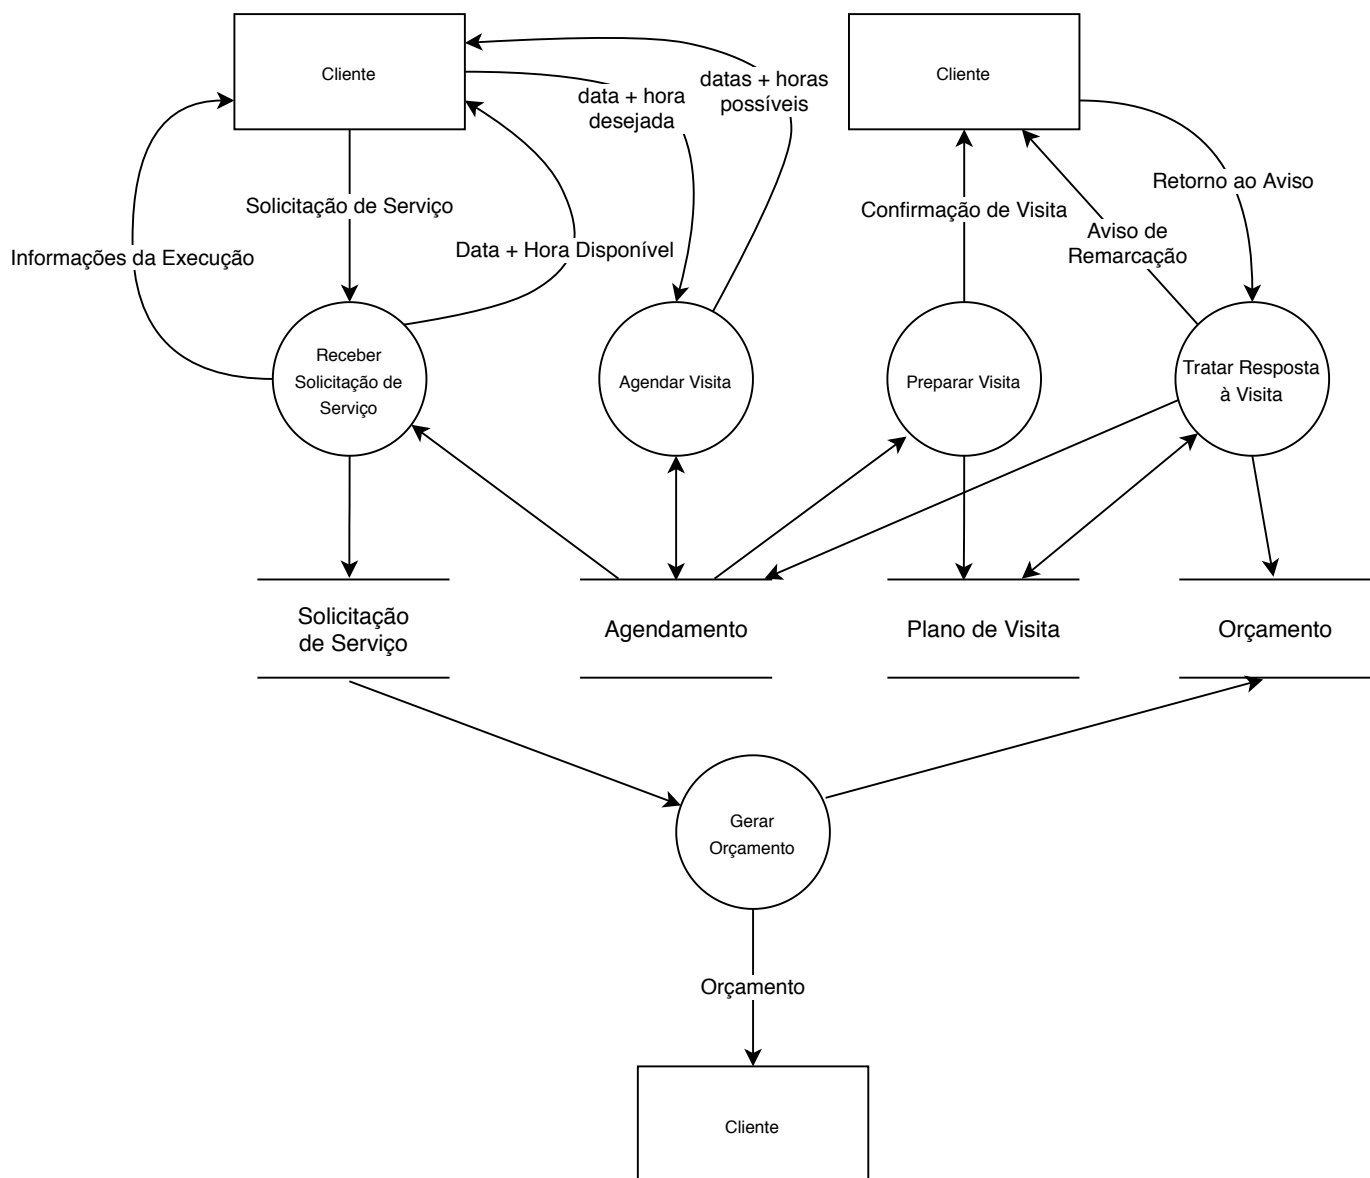 Cliente
Cliente
datas + horas
possíveis
data + hora
desejada
Retorno ao Aviso
Solicitação de Serviço
Confirmação de Visita
Aviso de
Remarcação
Data + Hora Disponível
Informações da Execução
Receber
Solicitação de
Serviço
Agendar Visita
Preparar Visita
Tratar Resposta
à Visita
Solicitação
de Serviço
Agendamento
Plano de Visita
Orçamento
Gerar
Orçamento
Orçamento
Cliente